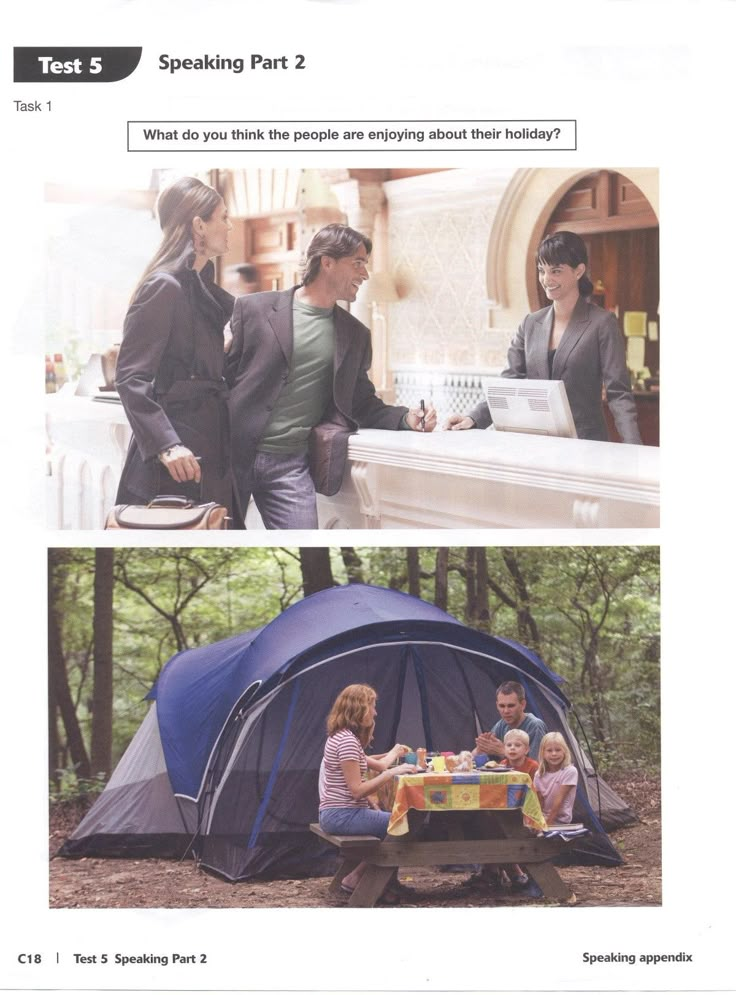 Test 5 Speaking Part 2
Task 1
What do you think the people are enjoying about their holiday?
C18 | Test 5 Speaking Part 2 Speaking appendix